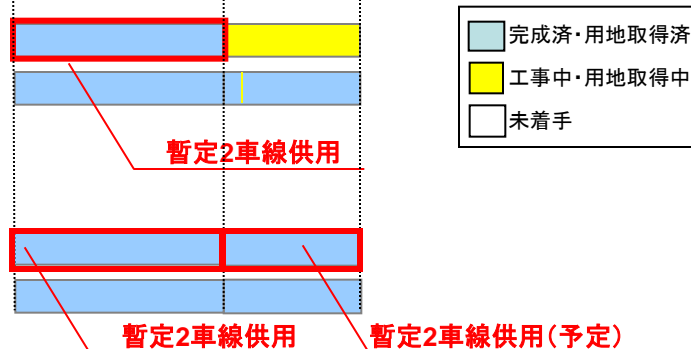 完成済・用地取得済
工事中・用地取得中
未着手
暫定2車線供用
暫定2車線供用
暫定2車線供用(予定)